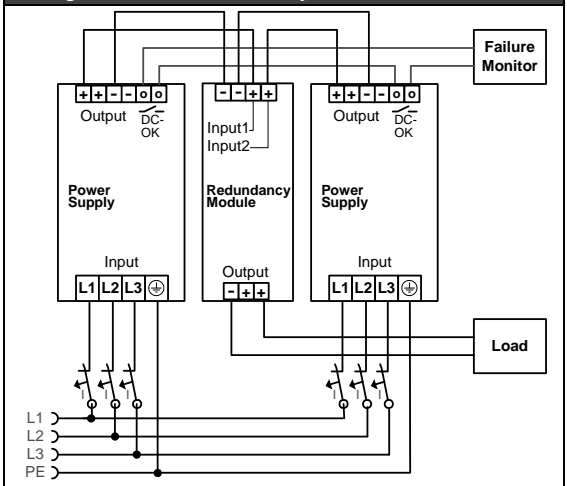 Failure
Monitor
+ + - - o o
- - + +
+ + - - o o
Output
DC-
OK
Input1
Input2
Output
DC-
OK
Power
Supply
Redundancy
Module
Power
Supply
Input
Output
Input
L1 L2 L3
- + +
L1 L2 L3
Load
I I I
I I I
L1
L2
L3
PE